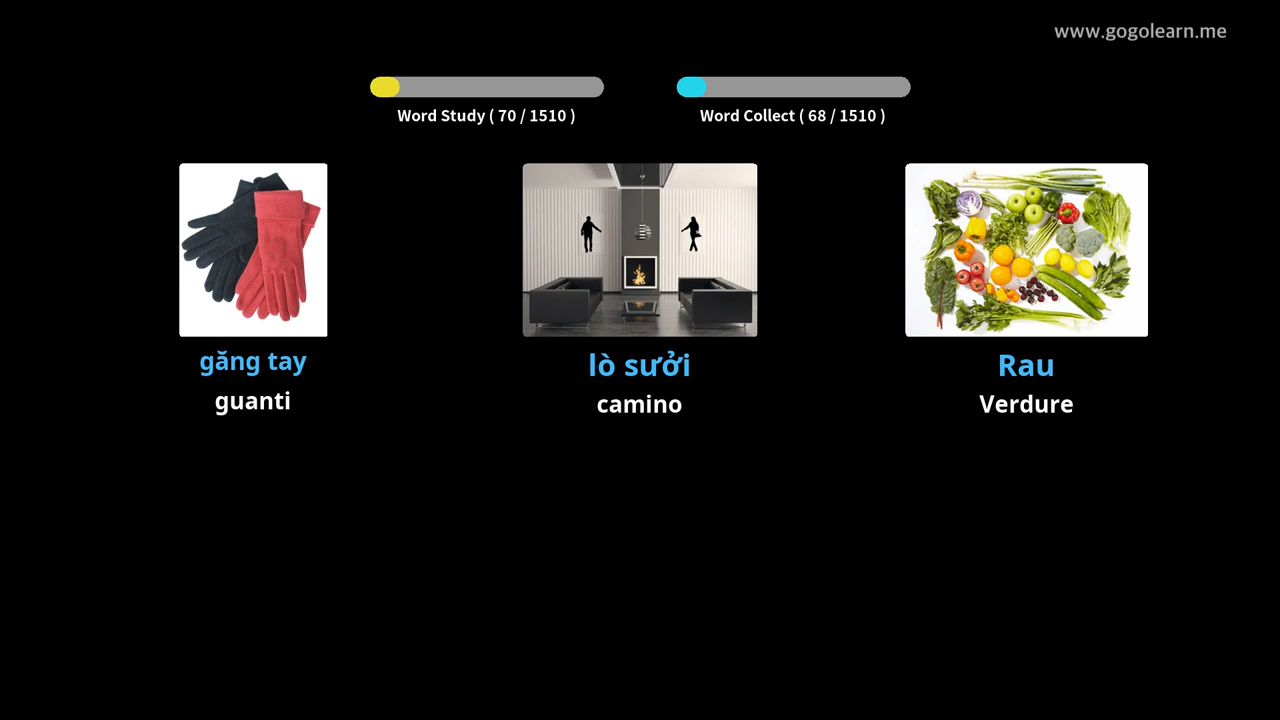 www.gogolearn.me
Word Study ( 70 / 1510 )
Word Collect ( 68 / 1510 )
găng tay
guanti
lò sưởi
camino
Rau
Verdure